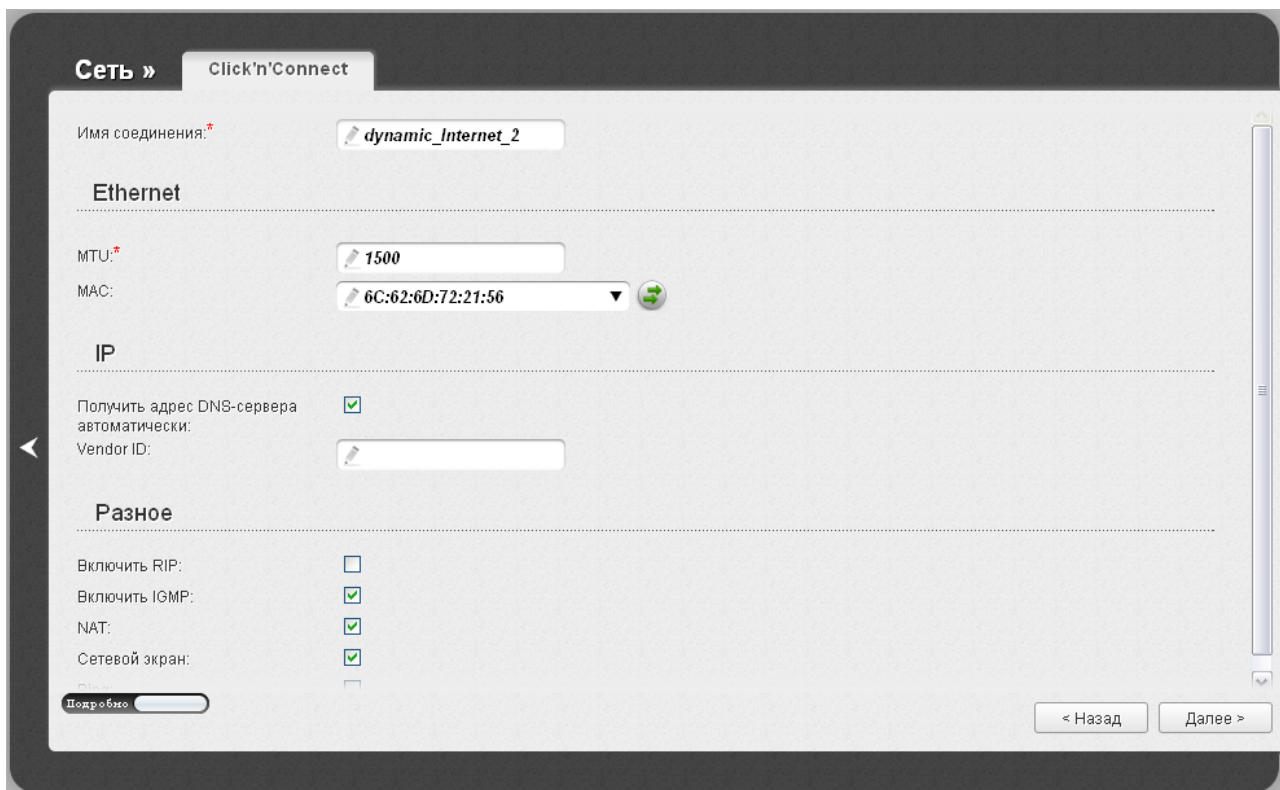 Сеть »
Click'n'Connect
Имя соединения:*
dynamic_Internet_2
Ethernet
MTU:*
1500
MAC:
6C:62:6D:72:21:56
IP
Получить адрес DNS-сервера
автоматически:
Vendor ID:
Разное
Включить RIP:
Включить IGMP:
NAT:
Сетевой экран:
Ping:
Подробно
< Назад
Далее >